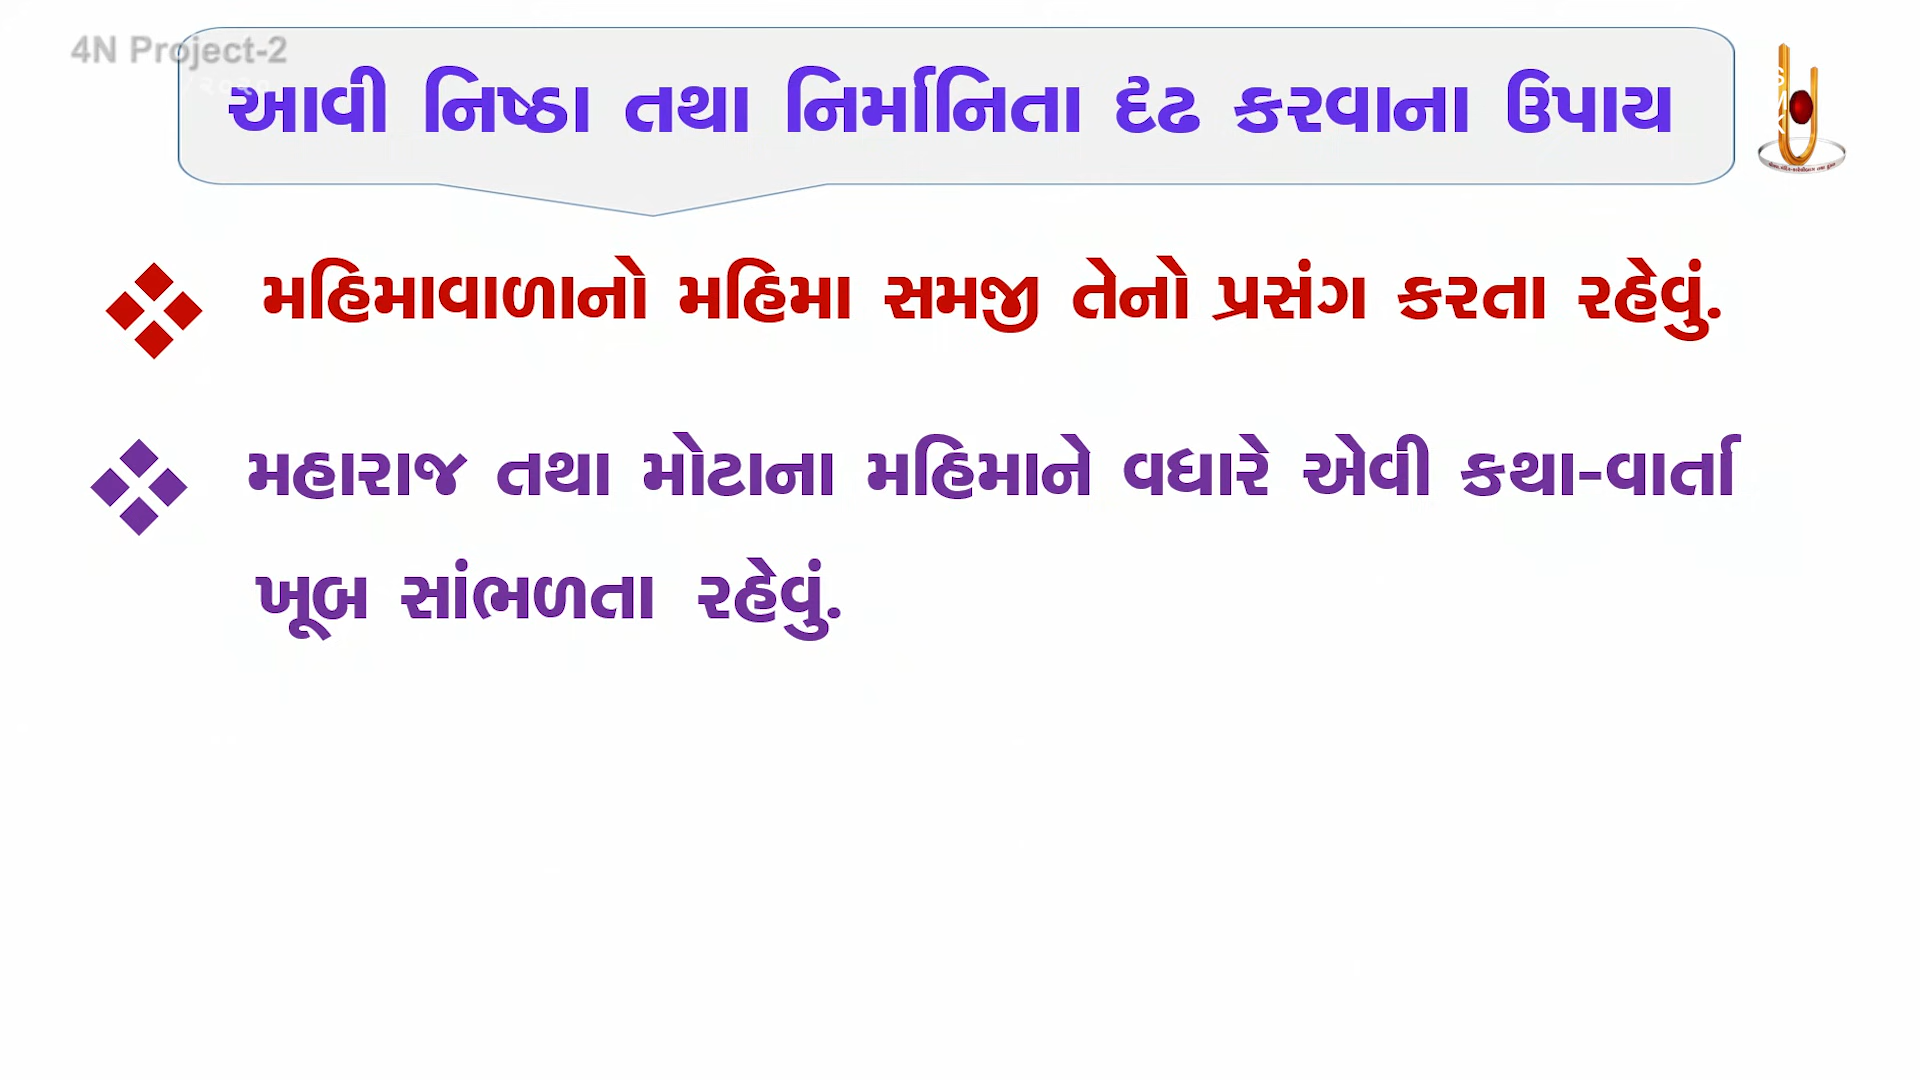 4N Project-2
આવી નિષ્ઠા તથા નિર્માનિતા દૃઢ કરવાના ઉપાય
મહિમાવાળાનો મહિમા સમજી તેનો પ્રસંગ કરતા રહેવું.
મહારાજ તથા મોટાના મહિમાને વધારે એવી કથા-વાર્તા
ખૂબ સાંભળતા રહેવું.